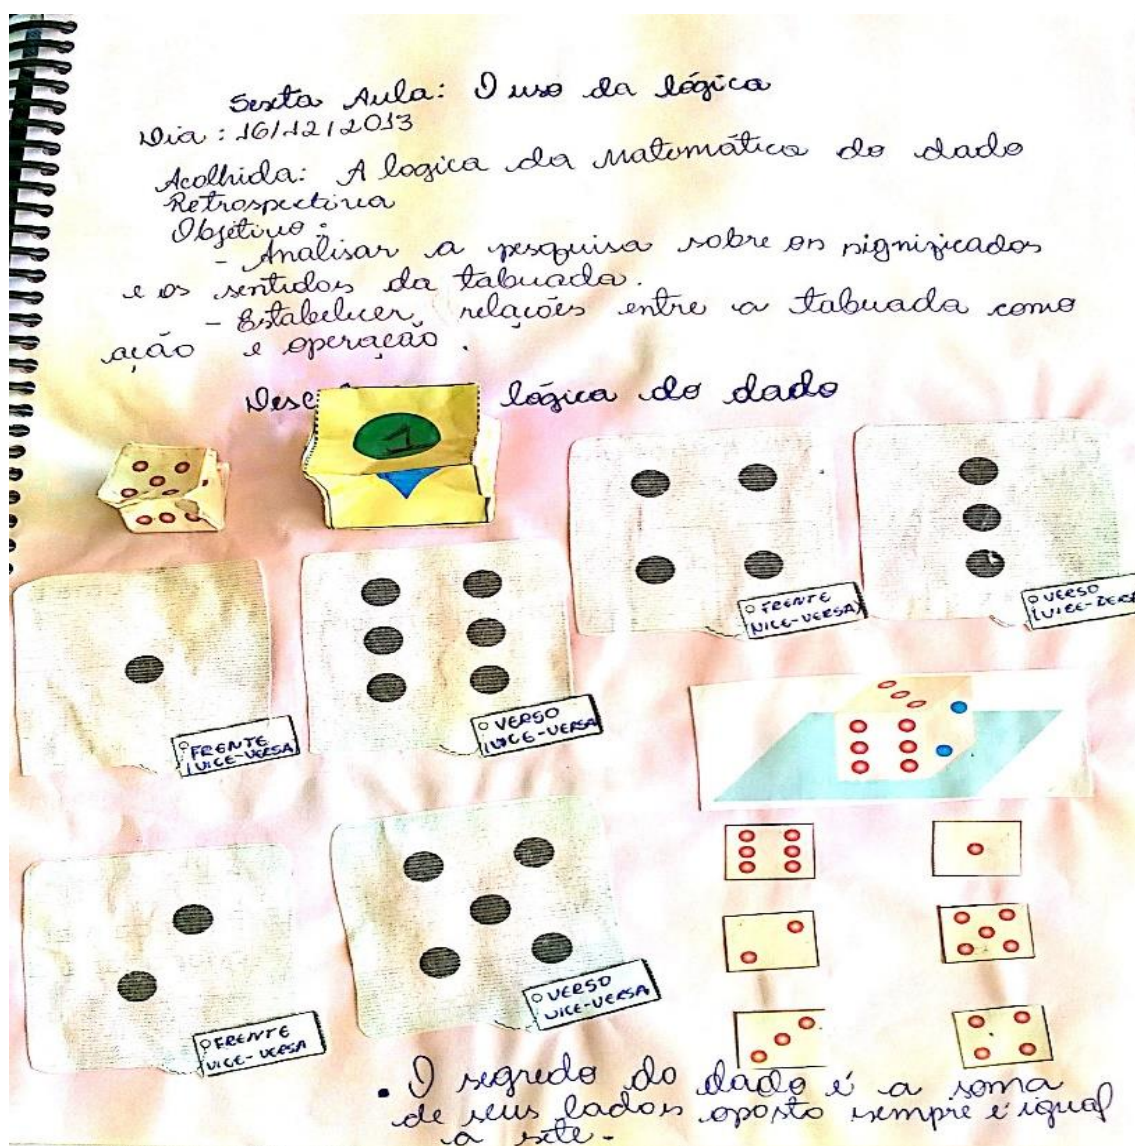 Sexta Aula: O uso da lógica
Dia: 16/12/2013
Acolhida: A logica da Matemática do dado
Retrospectiva
Objetivo:
- Analisar a pesquisa sobre os significados
e os sentidos da tabuada.
- Estabelecer, relações entre a tabuada como
ação e operação.
Desc lógica do dado
1
FRENTE
(VICE-VERSA)
VERSO
(VICE-VERSA)
FRENTE
(VICE-VERSA)
VERSO
(VICE-VERSA
FRENTE
VICE-VERSA
VERSO
VICE-VERSA
• O segredo do dado é a soma
de seus lados oposto sempre é igual
a sete.